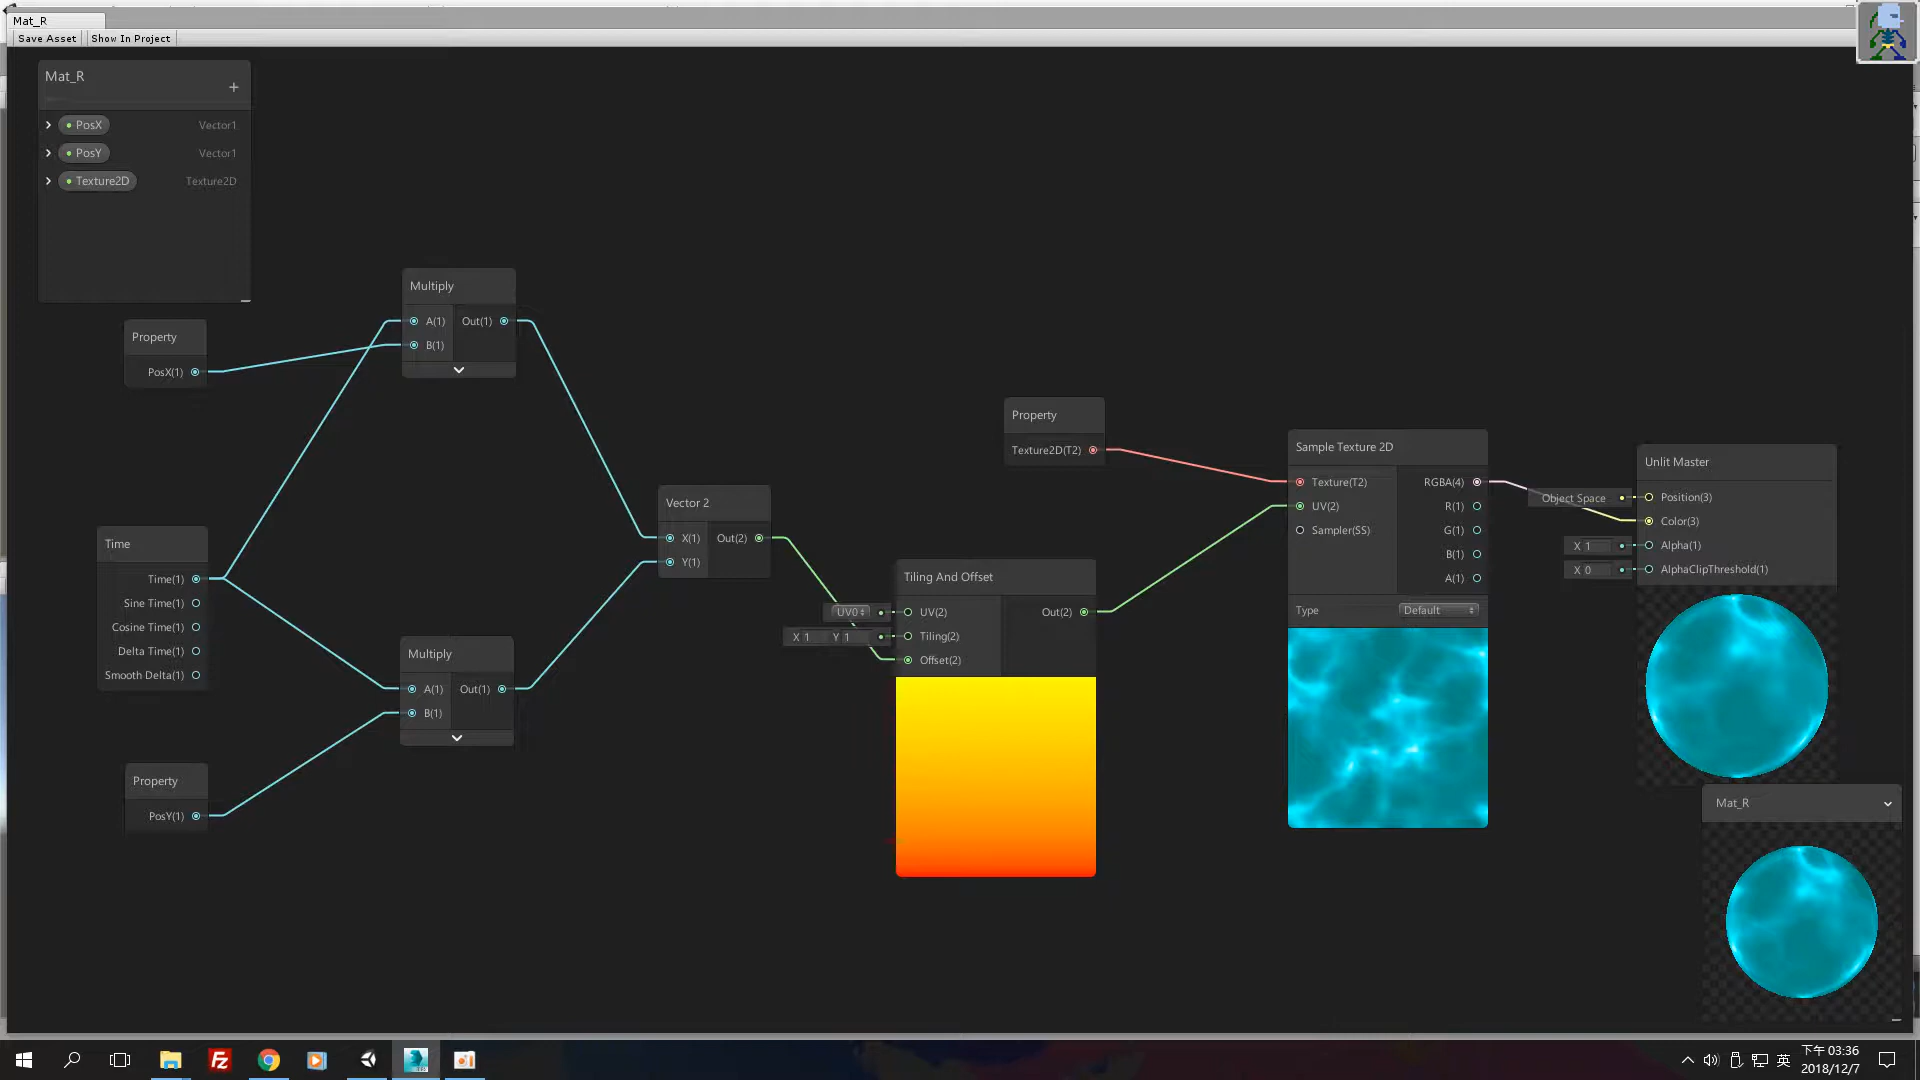 Mat_R
Save Asset
Show In Project
Mat_R
+
PosX Vector1
PosY Vector1
Texture2D Texture2D
Multiply
A(1) Out(1)
B(1)
Property
PosX(1)
Property
Texture2D(T2)
Sample Texture 2D
Texture(T2) RGBA(4)
UV(2) R(1)
Sampler(SS) G(1)
B(1)
A(1)
Type Default
Unlit Master
Object Space Position(3)
Color(3)
X 1 Alpha(1)
X 0 AlphaClipThreshold(1)
Vector 2
X(1) Out(2)
Y(1)
Time
Time(1)
Sine Time(1)
Cosine Time(1)
Delta Time(1)
Smooth Delta(1)
Tiling And Offset
UV0 UV(2) Out(2)
X 1 Y 1 Tiling(2)
Offset(2)
Multiply
A(1) Out(1)
B(1)
Property
PosY(1)
Mat_R
英
下午 03:36
2018/12/7